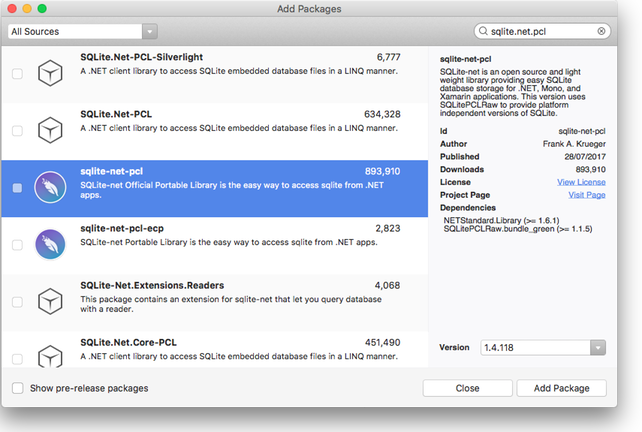 Add Packages
All Sources
sqlite.net.pcl
SQLite.Net-PCL-Silverlight 6,777
A .NET client library to access SQLite embedded database files in a LINQ manner.
SQLite.Net-PCL 634,328
A .NET client library to access SQLite embedded database files in a LINQ manner.
sqlite-net-pcl 893,910
SQLite-net Official Portable Library is the easy way to access sqlite from .NET
apps.
sqlite-net-pcl-ecp 2,823
SQLite-net Portable Library is the easy way to access sqlite from .NET apps.
SQLite-Net.Extensions.Readers 4,068
This package contains an extension for sqlite-net that let you query database
with a reader.
SQLite.Net.Core-PCL 451,490
A .NET client library to access SQLite embedded database files in a LINQ manner.
sqlite-net-pcl
SQLite-net is an open source and light
weight library providing easy SQLite
database storage for .NET, Mono, and
Xamarin applications. This version uses
SQLitePCLRaw to provide platform
independent versions of SQLite.
Id sqlite-net-pcl
Author Frank A. Krueger
Published 28/07/2017
Downloads 893,910
License View License
Project Page Visit Page
Dependencies
NETStandard.Library (>= 1.6.1)
SQLitePCLRaw.bundle_green (>= 1.1.5)
Version 1.4.118
Show pre-release packages
Close
Add Package